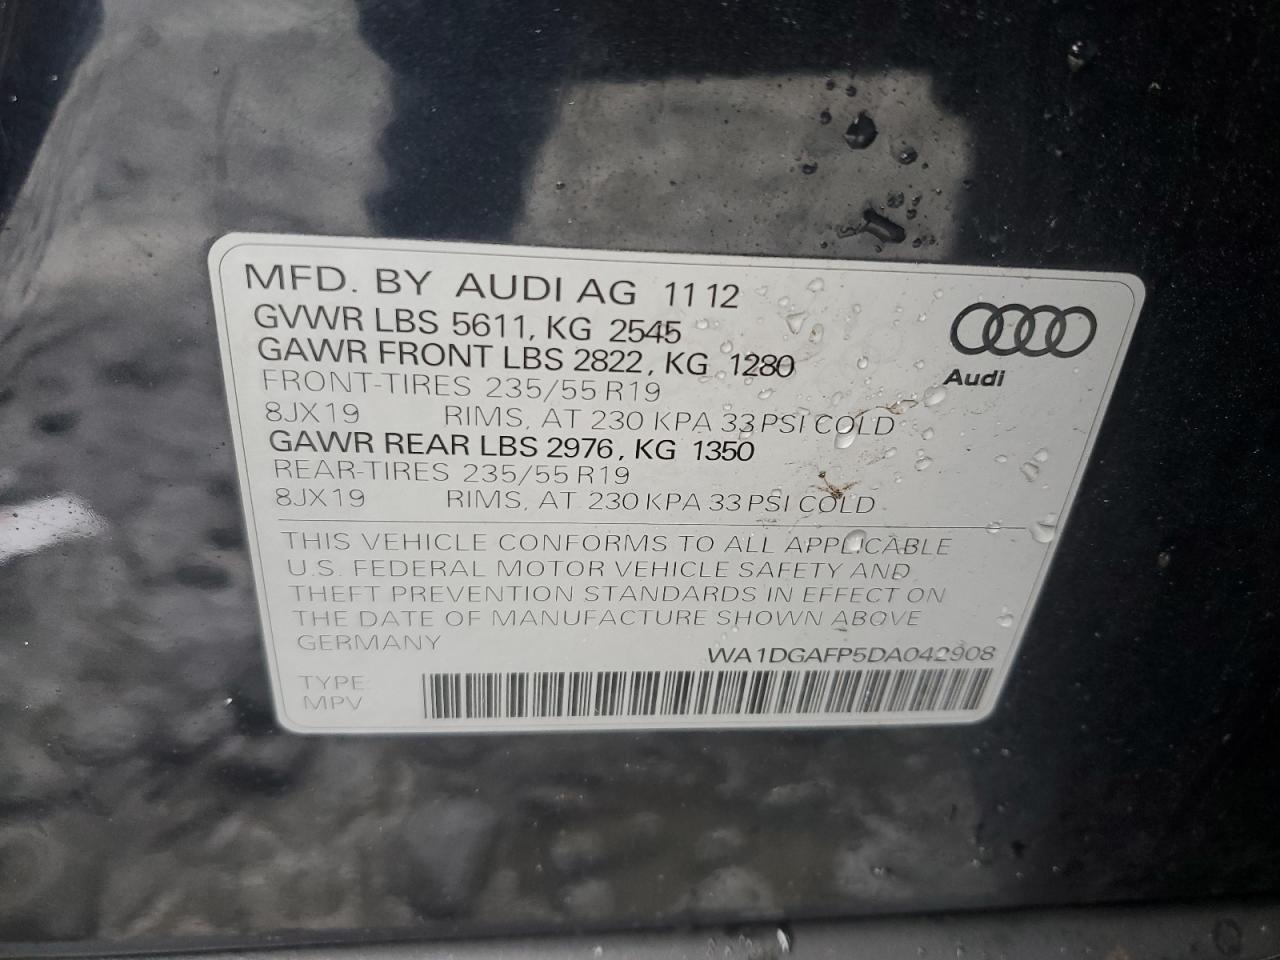 MFD. BY AUDI AG 11 12
GVWR LBS 5611, KG 2545
GAWR FRONT LBS 2822, KG 1280
FRONT-TIRES 235/55 R19
8JX19 RIMS, AT 230 KPA 33 PSI COLD
GAWR REAR LBS 2976, KG 1350
REAR-TIRES 235/55 R19
8JX19 RIMS, AT 230 KPA 33 PSI COLD
Audi
THIS VEHICLE CONFORMS TO ALL APPLICABLE
U.S. FEDERAL MOTOR VEHICLE SAFETY AND
THEFT PREVENTION STANDARDS IN EFFECT ON
THE DATE OF MANUFACTURE SHOWN ABOVE
GERMANY
WA1DGAFP5DA042908
TYPE:
MPV